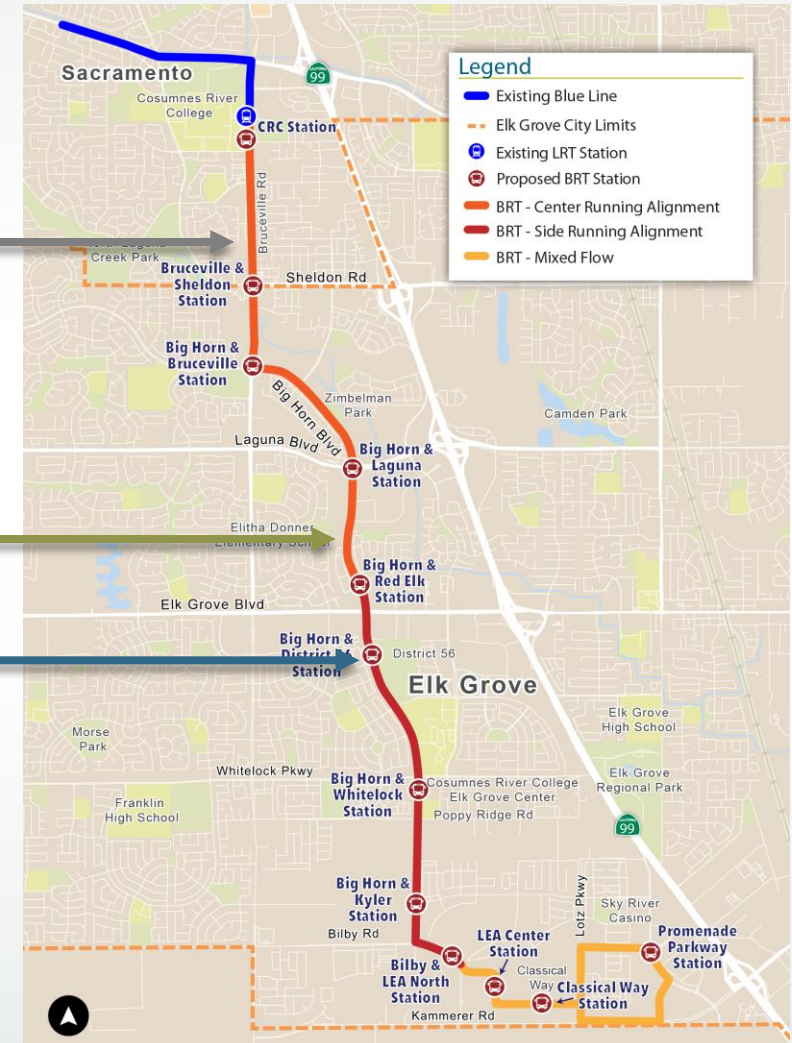 Sacramento
Cosumnes River
College
CALIFORNIA
99
CRC Station
Legend
Existing Blue Line
Elk Grove City Limits
Existing LRT Station
Proposed BRT Station
BRT - Center Running Alignment
BRT - Side Running Alignment
BRT - Mixed Flow
Bruceville Rd
Creek Park
Sheldon Rd
Bruceville &
Sheldon
Station
Big Horn &
Bruceville
Station
Big Horn Blvd
Zimbelman
Park
Camden Park
Laguna Blvd
Big Horn &
Laguna
Station
Elitha Donner
Elementary School
Big Horn &
Red Elk
Station
Elk Grove Blvd
Big Horn &
District 56
Station
District 56
Elk Grove
Elk Grove
High School
Morse
Park
Whitelock Pkwy
Elk Grove
Regional Park
Big Horn &
Whitelock
Station
Cosumnes River College
Elk Grove Center
Poppy Ridge Rd
Franklin
High School
CALIFORNIA
99
Big Horn &
Kyler
Station
Bilby Rd
Lotz Pkwy
Sky River
Casino
LEA Center
Station
Promenade
Parkway
Station
Bilby &
LEA North
Station
Classical
Way
Classical Way
Station
Kammerer Rd